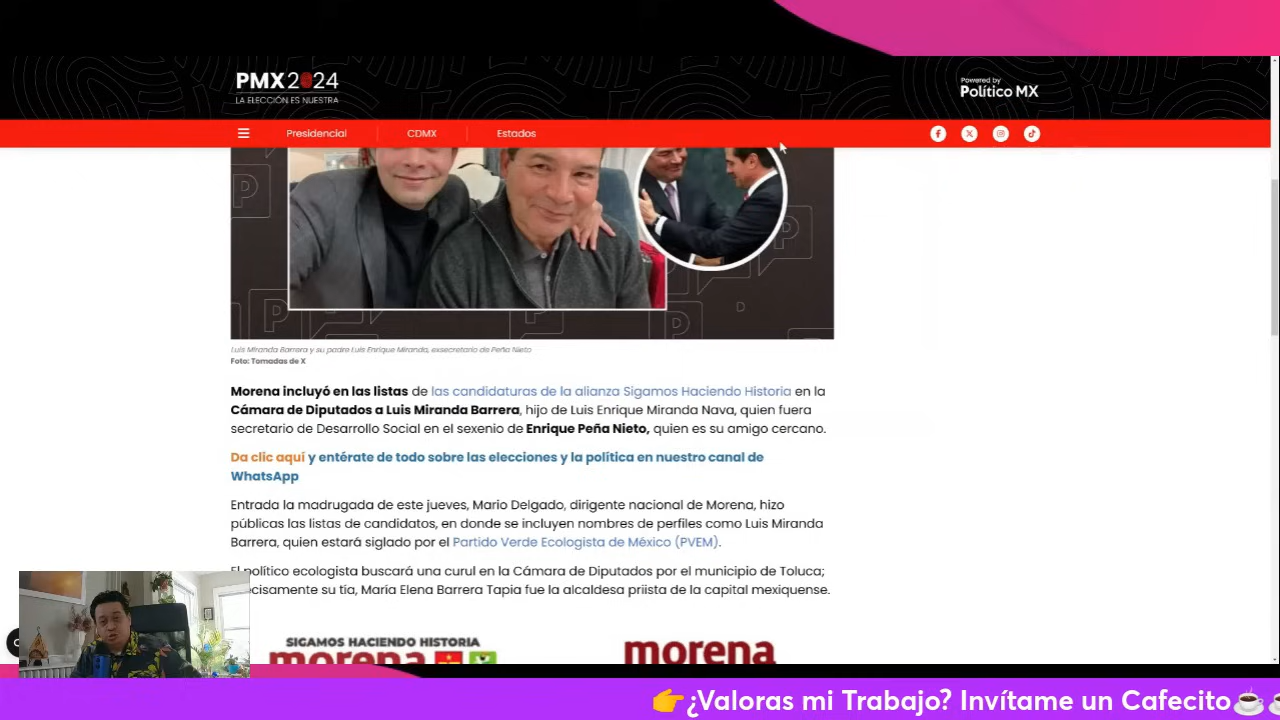 PMX2024
LA ELECCIÓN ES NUESTRA
Powered by
Político MX
Presidencial
CDMX
Estados
Luis Miranda Barrera y su padre Luis Enrique Miranda, exsecretario de Peña Nieto
Foto: Tomadas de X
Morena incluyó en las listas de las candidaturas de la alianza Sigamos Haciendo Historia en la
Cámara de Diputados a Luis Miranda Barrera, hijo de Luis Enrique Miranda Nava, quien fuera
secretario de Desarrollo Social en el sexenio de Enrique Peña Nieto, quien es su amigo cercano.
Da clic aquí y entérate de todo sobre las elecciones y la política en nuestro canal de
WhatsApp
Entrada la madrugada de este jueves, Mario Delgado, dirigente nacional de Morena, hizo
públicas las listas de candidatos, en donde se incluyen nombres de perfiles como Luis Miranda
Barrera, quien estará siglado por el Partido Verde Ecologista de México (PVEM).
El político ecologista buscará una curul en la Cámara de Diputados por el municipio de Toluca;
ecisamente su tía, María Elena Barrera Tapia fue la alcaldesa priista de la capital mexiquense.
SIGAMOS HACIENDO HISTORIA
morena
morena
👉¿Valoras mi Trabajo? Invítame un Cafecito☕